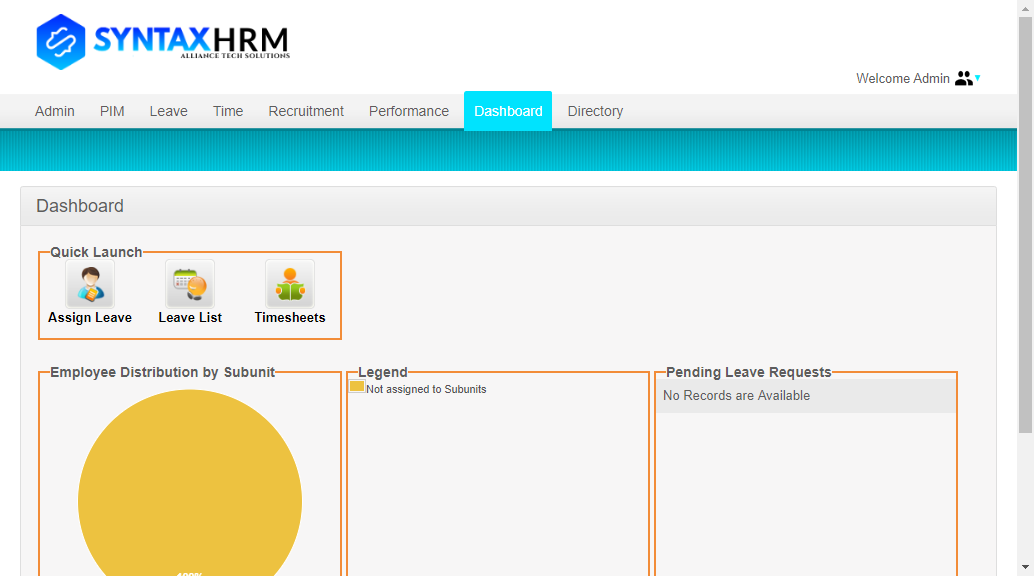 SYNTAXHRM
ALLIANCE TECH SOLUTIONS
Welcome Admin
Admin PIM Leave Time Recruitment Performance Dashboard Directory
Dashboard
Quick Launch
Assign Leave Leave List Timesheets
Employee Distribution by Subunit Legend Pending Leave Requests
Not assigned to Subunits
No Records are Available